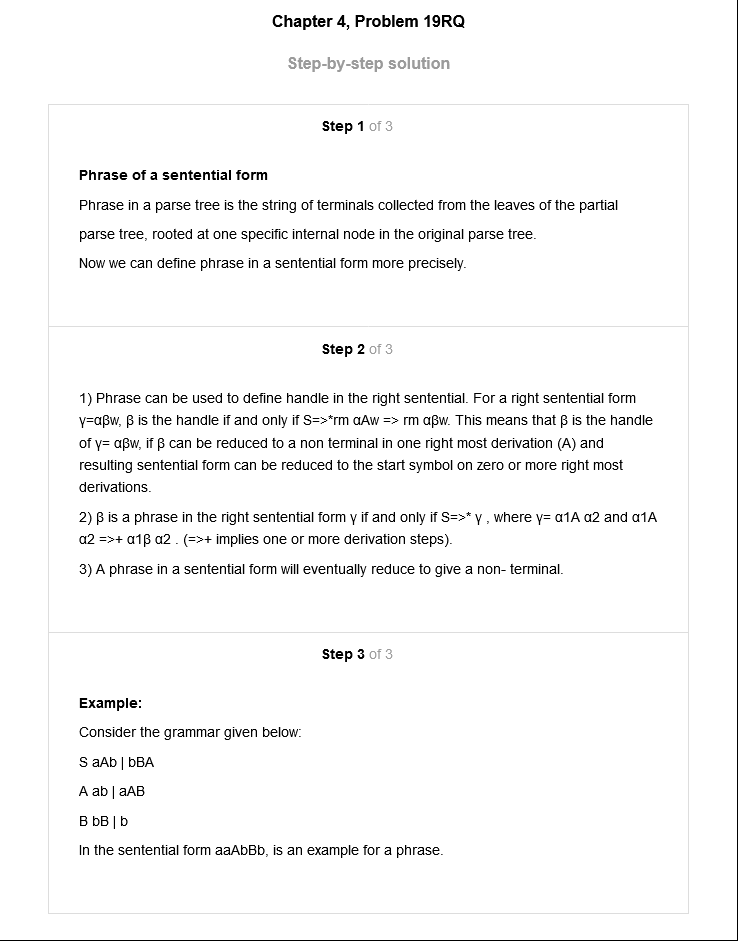 Chapter 4, Problem 19RQ
Step-by-step solution
Step 1 of 3
Phrase of a sentential form
Phrase in a parse tree is the string of terminals collected from the leaves of the partial
parse tree, rooted at one specific internal node in the original parse tree.
Now we can define phrase in a sentential form more precisely.
Step 2 of 3
1) Phrase can be used to define handle in the right sentential. For a right sentential form
γ=αβw, β is the handle if and only if S=>*rm αAw => rm αβw. This means that β is the handle
of γ= αβw, if β can be reduced to a non terminal in one right most derivation (A) and
resulting sentential form can be reduced to the start symbol on zero or more right most
derivations.
2) β is a phrase in the right sentential form γ if and only if S=>* γ , where γ= α1A α2 and α1A
α2 =>+ α1β α2 . (=>+ implies one or more derivation steps).
3) A phrase in a sentential form will eventually reduce to give a non- terminal.
Step 3 of 3
Example:
Consider the grammar given below:
S aAb | bBA
A ab | aAB
B bB | b
In the sentential form aaAbBb, is an example for a phrase.